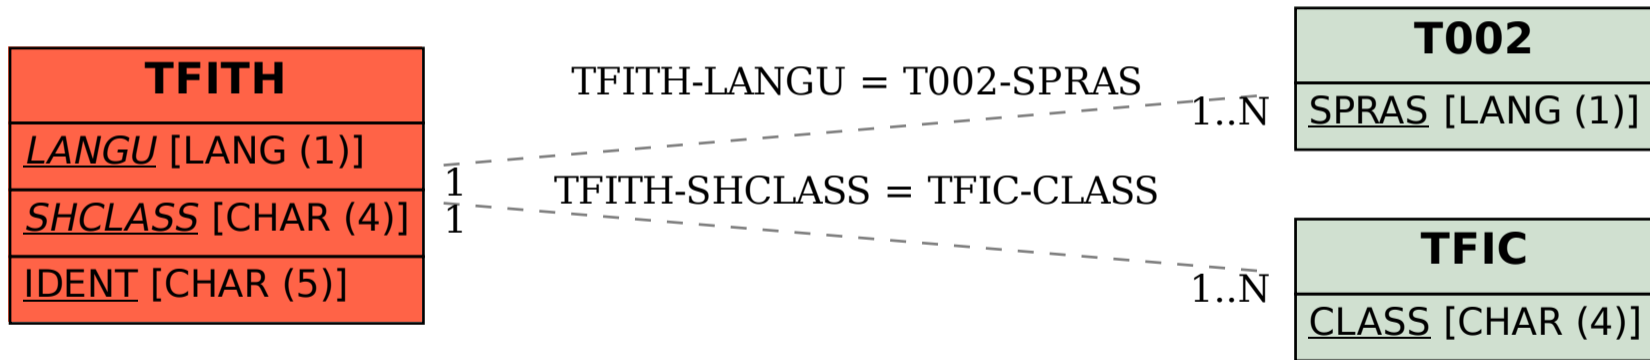 TFITH
LANGU [LANG (1)]
SHCLASS [CHAR (4)]
IDENT [CHAR (5)]
TFITH-LANGU = T002-SPRAS
1
1..N
TFITH-SHCLASS = TFIC-CLASS
1
1..N
T002
SPRAS [LANG (1)]
TFIC
CLASS [CHAR (4)]